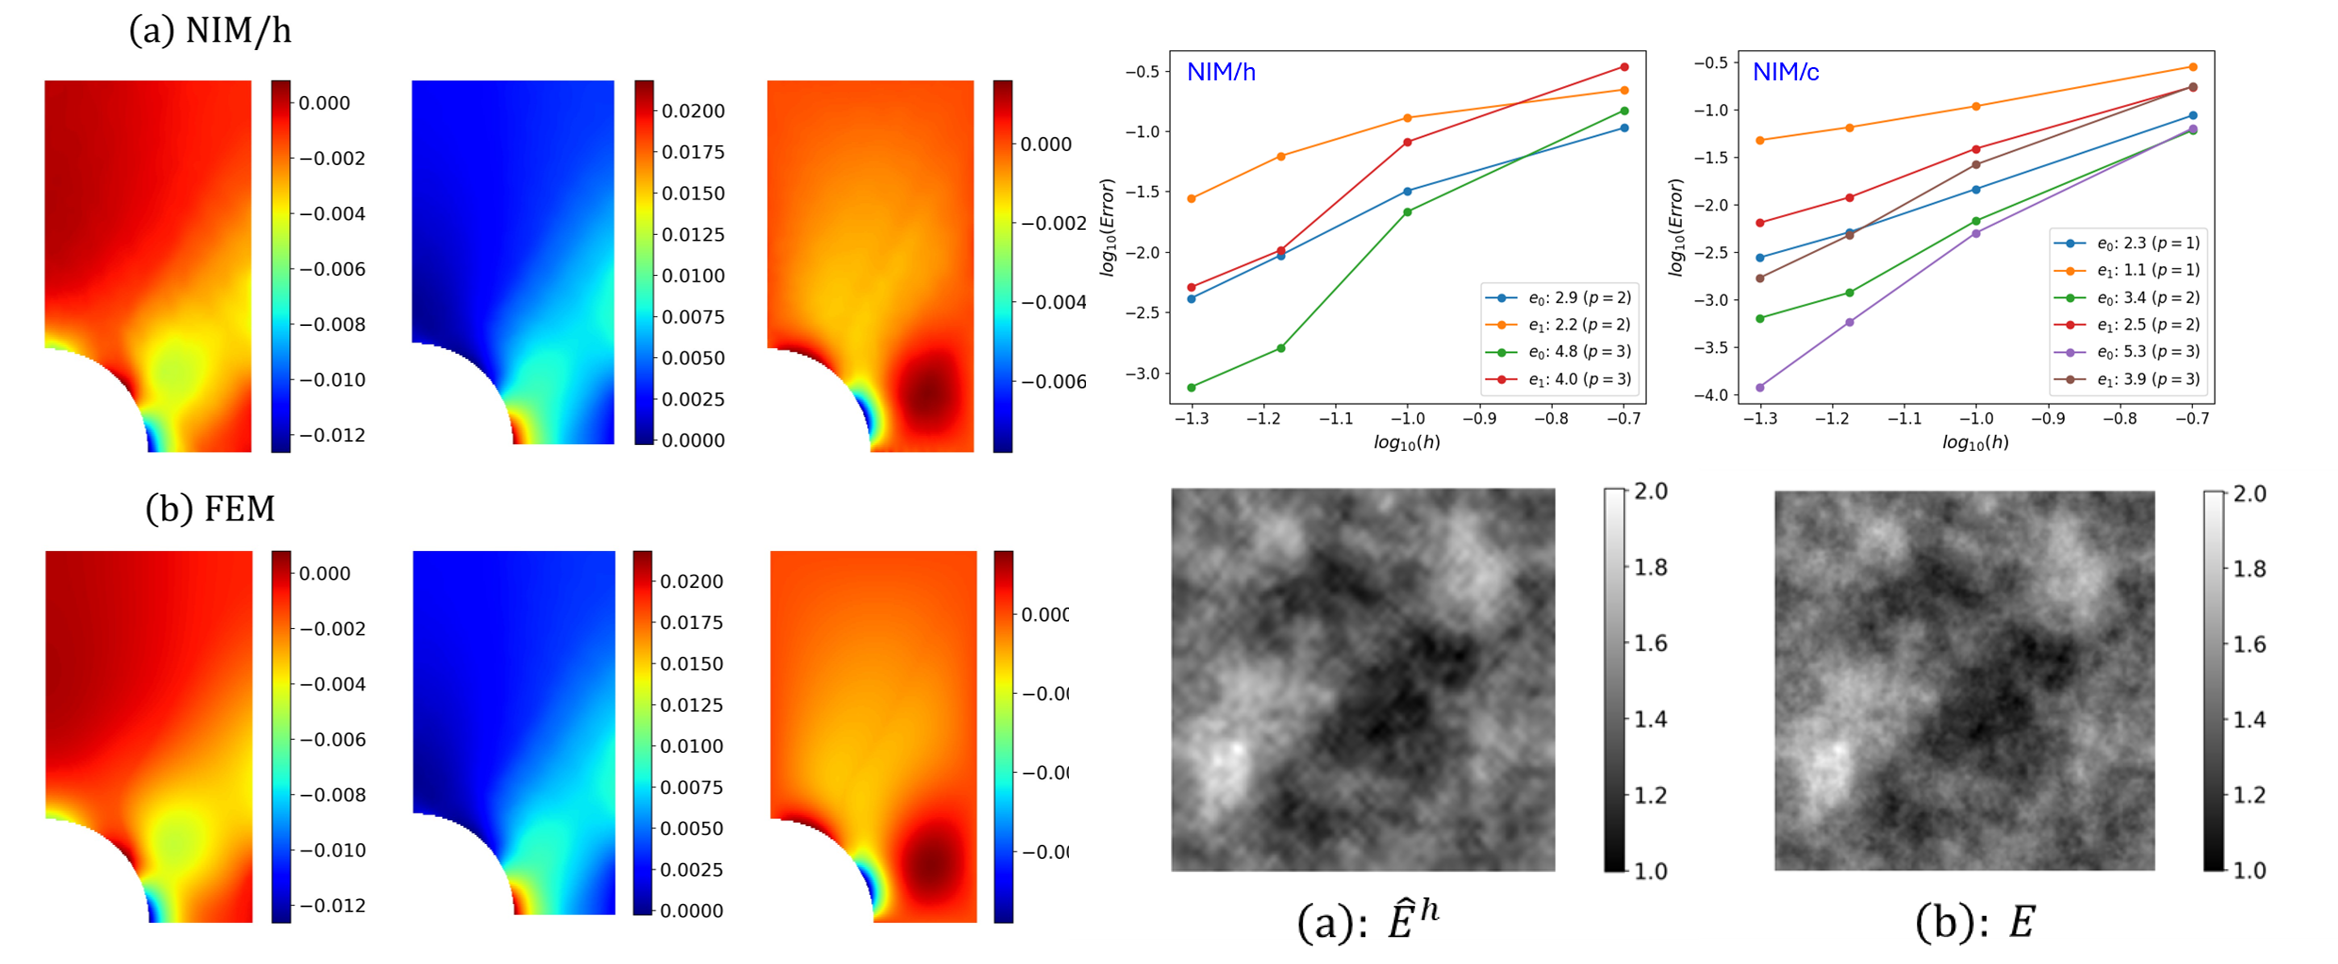 (a) NIM/h
0.000
−0.002
−0.004
−0.006
−0.008
−0.010
−0.012
0.0200
0.0175
0.0150
0.0125
0.0100
0.0075
0.0050
0.0025
0.0000
0.000
−0.002
−0.004
−0.006
(b) FEM
0.000
−0.002
−0.004
−0.006
−0.008
−0.010
−0.012
0.0200
0.0175
0.0150
0.0125
0.0100
0.0075
0.0050
0.0025
0.0000
NIM/h
log₁₀(Error)
−0.5
−1.0
−1.5
−2.0
−2.5
−3.0
e₀: 2.9 (p = 2)
e₁: 2.2 (p = 2)
e₀: 4.8 (p = 3)
e₁: 4.0 (p = 3)
−1.3 −1.2 −1.1 −1.0 −0.9 −0.8 −0.7
log₁₀(h)
NIM/c
log₁₀(Error)
−0.5
−1.0
−1.5
−2.0
−2.5
−3.0
−3.5
−4.0
e₀: 2.3 (p = 1)
e₁: 1.1 (p = 1)
e₀: 3.4 (p = 2)
e₁: 2.5 (p = 2)
e₀: 5.3 (p = 3)
e₁: 3.9 (p = 3)
−1.3 −1.2 −1.1 −1.0 −0.9 −0.8 −0.7
log₁₀(h)
2.0
1.8
1.6
1.4
1.2
1.0
(a): Ê^h
2.0
1.8
1.6
1.4
1.2
1.0
(b): E